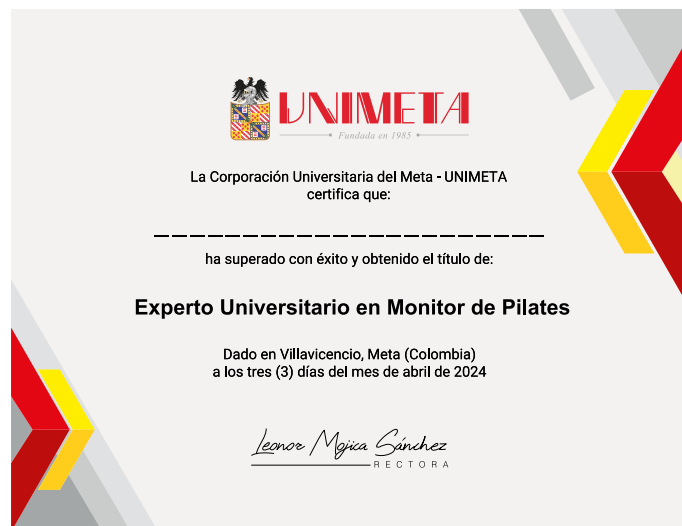 UNIMETA
Fundada en 1985
La Corporación Universitaria del Meta - UNIMETA
certifica que:
ha superado con éxito y obtenido el título de:
Experto Universitario en Monitor de Pilates
Dado en Villavicencio, Meta (Colombia)
a los tres (3) días del mes de abril de 2024
Leonor Mojica Sánchez
RECTORA